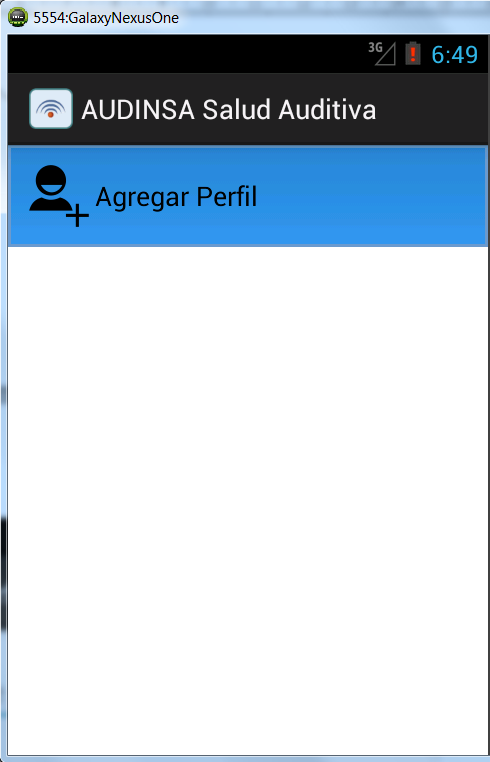 5554:GalaxyNexusOne
3G 6:49
AUDINSA Salud Auditiva
Agregar Perfil